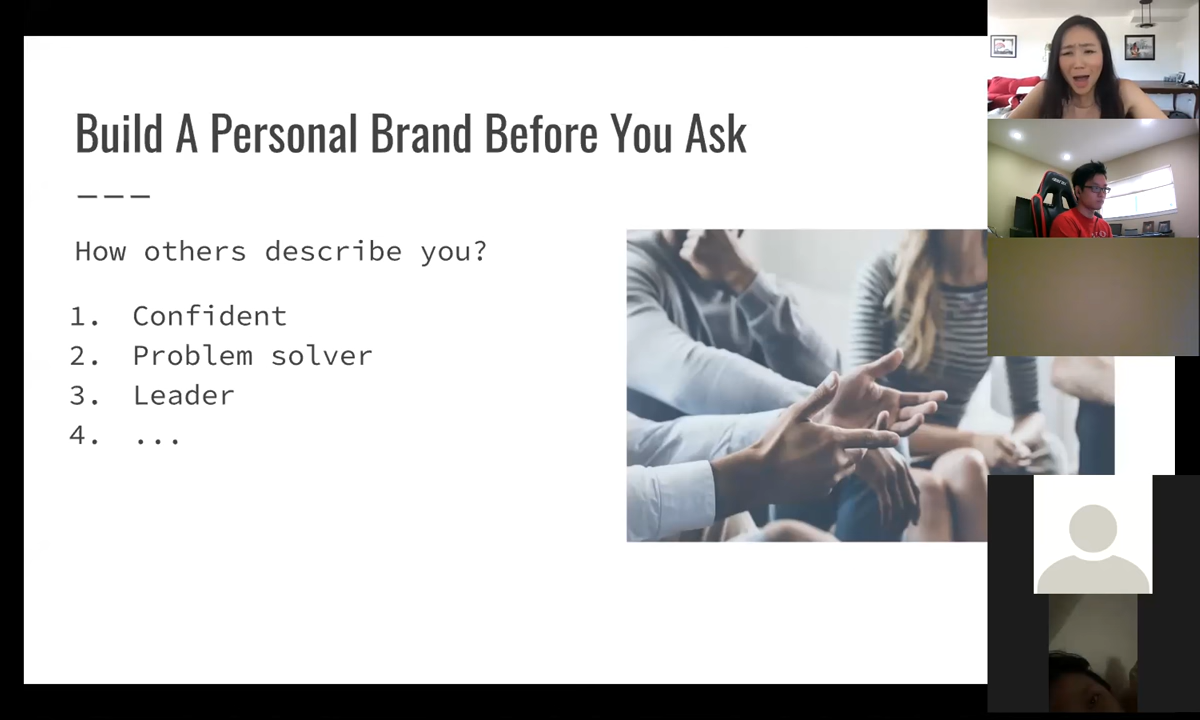 Build A Personal Brand Before You Ask
———
How others describe you?
1. Confident
2. Problem solver
3. Leader
4. ...